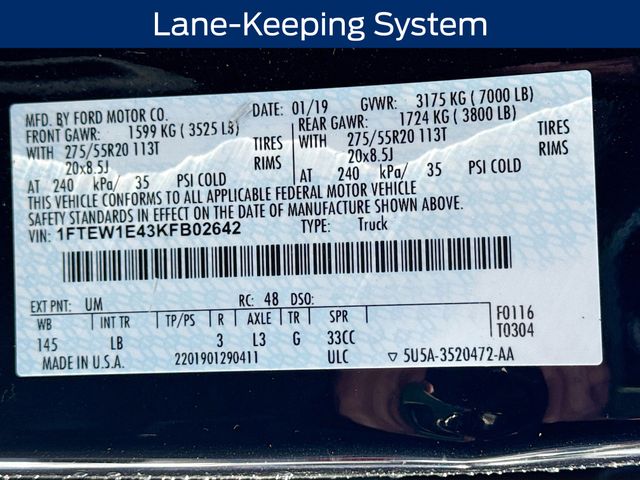 Lane-Keeping System
MFD. BY FORD MOTOR CO. DATE: 01/19 GVWR: 3175 KG ( 7000 LB)
FRONT GAWR: 1599 KG ( 3525 LB) REAR GAWR: 1724 KG ( 3800 LB)
WITH 275/55R20 113T TIRES WITH 275/55R20 113T TIRES
20x8.5J RIMS 20x8.5J RIMS
AT 240 kPa/ 35 PSI COLD AT 240 kPa/ 35 PSI COLD
THIS VEHICLE CONFORMS TO ALL APPLICABLE FEDERAL MOTOR VEHICLE
SAFETY STANDARDS IN EFFECT ON THE DATE OF MANUFACTURE SHOWN ABOVE.
VIN: 1FTEW1E43KFB02642 TYPE: Truck
EXT PNT: UM RC: 48 DSO:
WB INT TR TP/PS R AXLE TR SPR F0116
145 LB 3 L3 G 33CC T0304
MADE IN U.S.A. 2201901290411 ULC ▽ 5U5A-3520472-AA